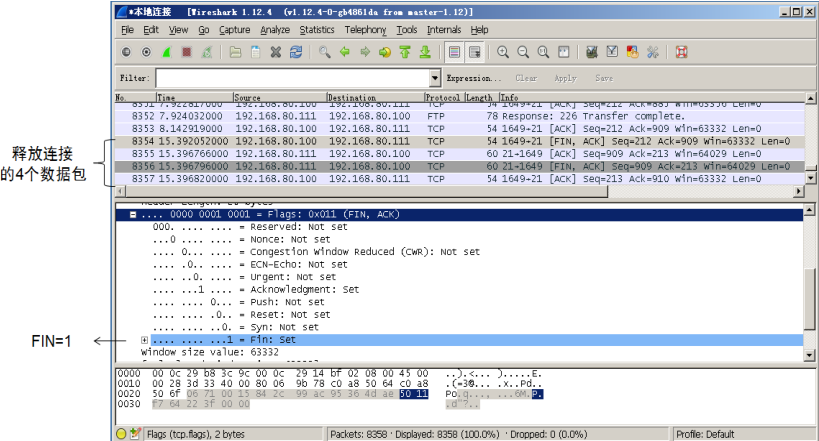 *本地连接 [Wireshark 1.12.4 (v1.12.4-0-gb4861da from master-1.12)]
File Edit View Go Capture Analyze Statistics Telephony Tools Internals Help
Filter: Expression... Clear Apply Save
No. Time Source Destination Protocol Length Info
8351 7.922817000 192.168.80.100 192.168.80.111 TCP 54 1649→21 [ACK] Seq=212 Ack=885 Win=63356 Len=0
8352 7.924032000 192.168.80.111 192.168.80.100 FTP 78 Response: 226 Transfer complete.
8353 8.142919000 192.168.80.100 192.168.80.111 TCP 54 1649→21 [ACK] Seq=212 Ack=909 Win=63332 Len=0
8354 15.392052000 192.168.80.100 192.168.80.111 TCP 54 1649→21 [FIN, ACK] Seq=212 Ack=909 Win=63332 Len=0
8355 15.396766000 192.168.80.111 192.168.80.100 TCP 60 21→1649 [ACK] Seq=909 Ack=213 Win=64029 Len=0
8356 15.396796000 192.168.80.111 192.168.80.100 TCP 60 21→1649 [FIN, ACK] Seq=909 Ack=213 Win=64029 Len=0
8357 15.396820000 192.168.80.100 192.168.80.111 TCP 54 1649→21 [ACK] Seq=213 Ack=910 Win=63332 Len=0
释放连接
的4个数据包
.... 0000 0001 0001 = Flags: 0x011 (FIN, ACK)
000. .... .... = Reserved: Not set
...0 .... .... = Nonce: Not set
.... 0... .... = Congestion Window Reduced (CWR): Not set
.... .0.. .... = ECN-Echo: Not set
.... ..0. .... = Urgent: Not set
.... ...1 .... = Acknowledgment: Set
.... .... 0... = Push: Not set
.... .... .0.. = Reset: Not set
.... .... ..0. = Syn: Not set
.... .... ...1 = Fin: Set
FIN=1
Window size value: 63332
0000 00 0c 29 b8 3c 9c 00 0c 29 14 bf 02 08 00 45 00 ..).<... ).....E.
0010 00 28 3d 33 40 00 80 06 9b 78 c0 a8 50 64 c0 a8 .(=3@... .x..Pd..
0020 50 6f 06 71 00 15 84 2c 99 ac 95 36 4d ae 50 11 Po.q..., ...6M.P.
0030 f7 64 22 3f 00 00 .d"?..
Flags (tcp.flags), 2 bytes Packets: 8358 · Displayed: 8358 (100.0%) · Dropped: 0 (0.0%) Profile: Default